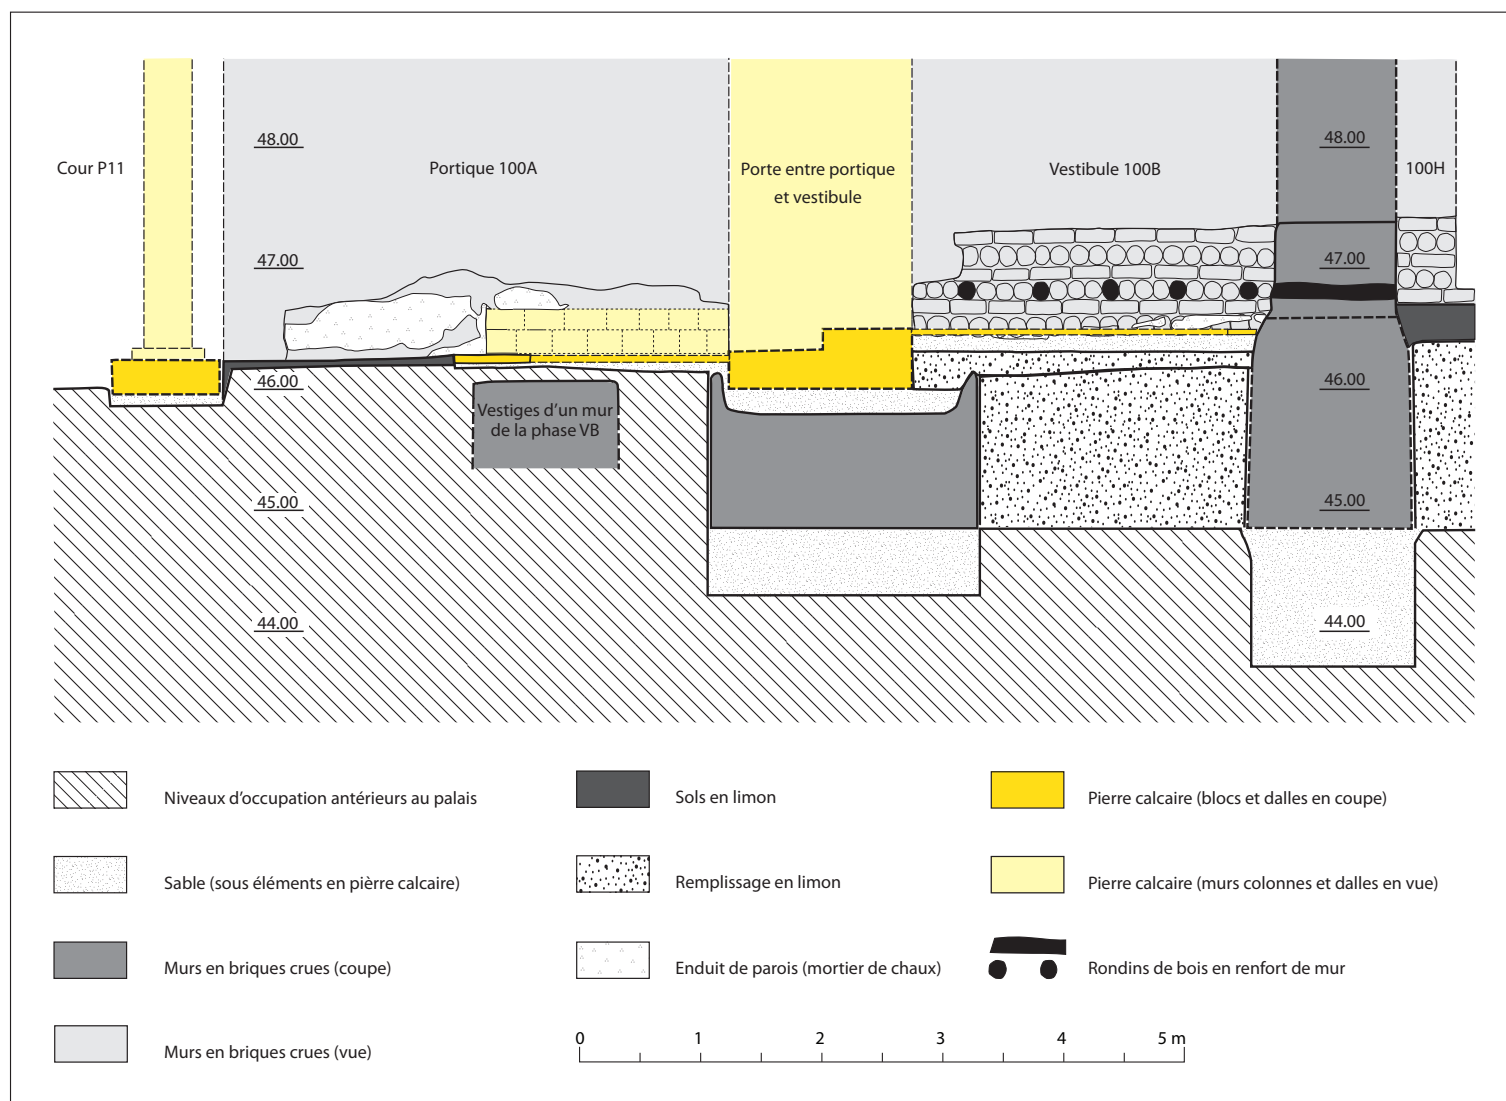 48.00
48.00
Cour P11
Portique 100A
Porte entre portique
et vestibule
Vestibule 100B
100H
47.00
47.00
46.00
46.00
Vestiges d'un mur
de la phase VB
45.00
45.00
44.00
44.00
Niveaux d'occupation antérieurs au palais
Sols en limon
Pierre calcaire (blocs et dalles en coupe)
Sable (sous éléments en pièrre calcaire)
Remplissage en limon
Pierre calcaire (murs colonnes et dalles en vue)
Murs en briques crues (coupe)
Enduit de parois (mortier de chaux)
Rondins de bois en renfort de mur
Murs en briques crues (vue)
0 1 2 3 4 5 m